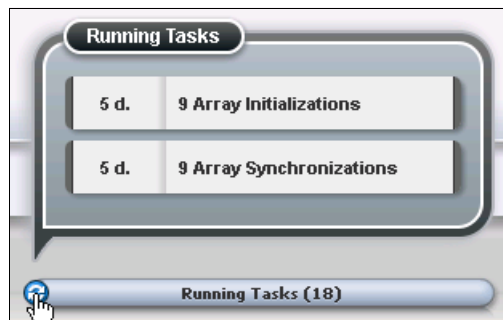 Running Tasks
5 d. 9 Array Initializations
5 d. 9 Array Synchronizations
Running Tasks (18)